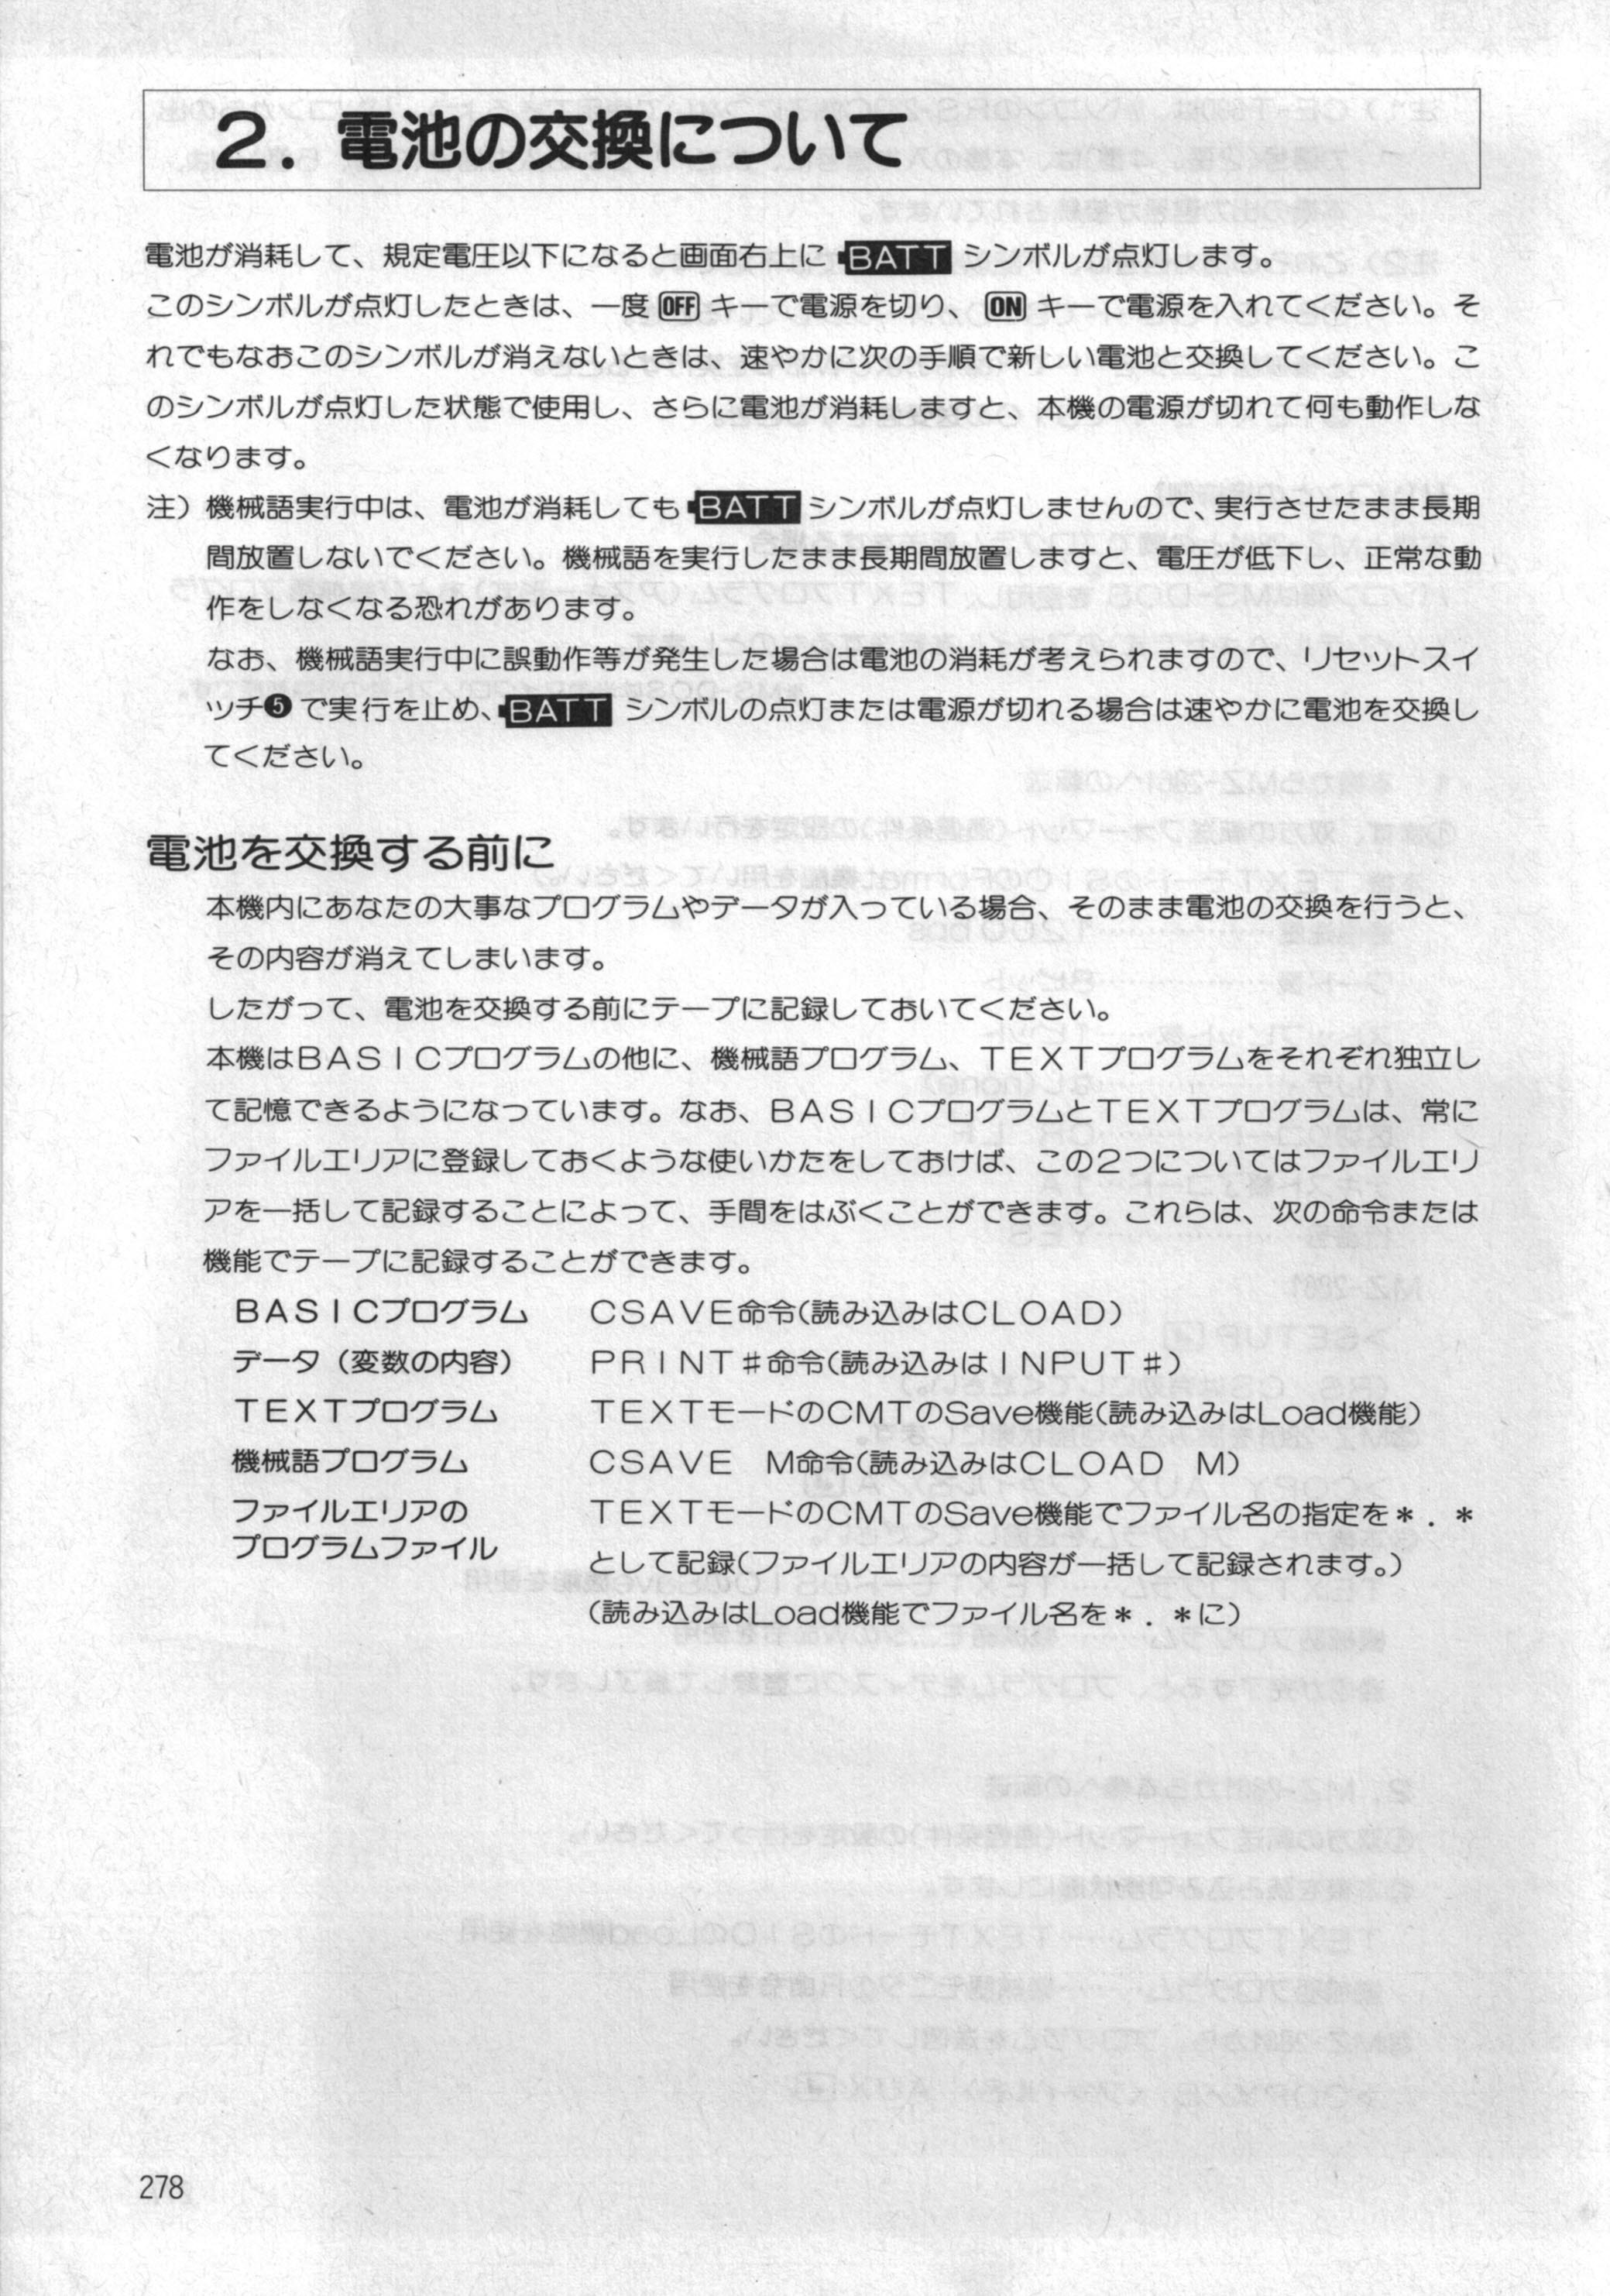 2. 電池の交換について
電池が消耗して、規定電圧以下になると画面右上に BATT シンボルが点灯します。
このシンボルが点灯したときは、一度 OFF キーで電源を切り、 ON キーで電源を入れてください。そ
れでもなおこのシンボルが消えないときは、速やかに次の手順で新しい電池と交換してください。こ
のシンボルが点灯した状態で使用し、さらに電池が消耗しますと、本機の電源が切れて何も動作しな
くなります。
注）機械語実行中は、電池が消耗しても BATT シンボルが点灯しませんので、実行させたまま長期
間放置しないでください。機械語を実行したまま長期間放置しますと、電圧が低下し、正常な動
作をしなくなる恐れがあります。
なお、機械語実行中に誤動作等が発生した場合は電池の消耗が考えられますので、リセットスイ
ッチ❺で実行を止め、BATT シンボルの点灯または電源が切れる場合は速やかに電池を交換し
てください。
電池を交換する前に
本機内にあなたの大事なプログラムやデータが入っている場合、そのまま電池の交換を行うと、
その内容が消えてしまいます。
したがって、電池を交換する前にテープに記録しておいてください。
本機はBASICプログラムの他に、機械語プログラム、TEXTプログラムをそれぞれ独立し
て記憶できるようになっています。なお、BASICプログラムとTEXTプログラムは、常に
ファイルエリアに登録しておくような使いかたをしておけば、この2つについてはファイルエリ
アを一括して記録することによって、手間をはぶくことができます。これらは、次の命令または
機能でテープに記録することができます。
BASICプログラム　CSAVE命令(読み込みはCLOAD)
データ（変数の内容）　PRINT＃命令(読み込みはINPUT＃)
TEXTプログラム　TEXTモードのCMTのSave機能(読み込みはLoad機能)
機械語プログラム　CSAVE　M命令(読み込みはCLOAD　M)
ファイルエリアの　TEXTモードのCMTのSave機能でファイル名の指定を＊．＊
プログラムファイル
として記録(ファイルエリアの内容が一括して記録されます。)
(読み込みはLoad機能でファイル名を＊．＊に)
278